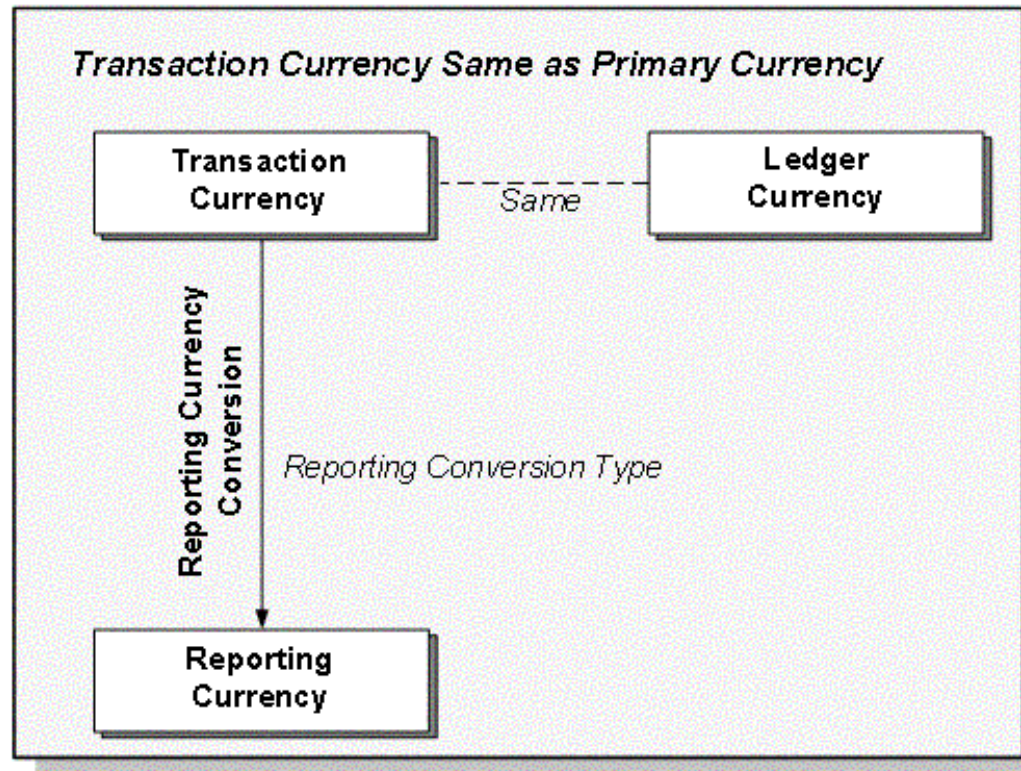 Transaction Currency Same as Primary Currency
Transaction
Currency
Same
Ledger
Currency
Reporting Currency
Conversion
Reporting Conversion Type
Reporting
Currency